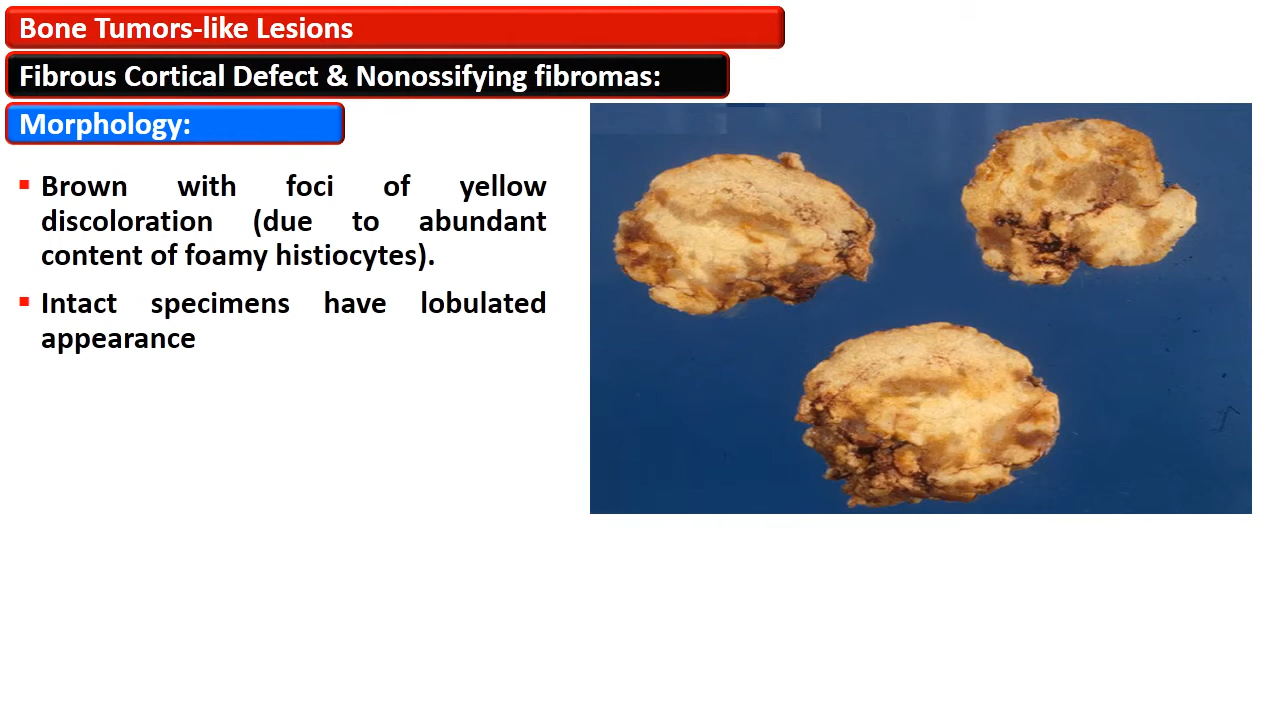 Bone Tumors-like Lesions
Fibrous Cortical Defect & Nonossifying fibromas:
Morphology:
Brown with foci of yellow
discoloration (due to abundant
content of foamy histiocytes).
Intact specimens have lobulated
appearance